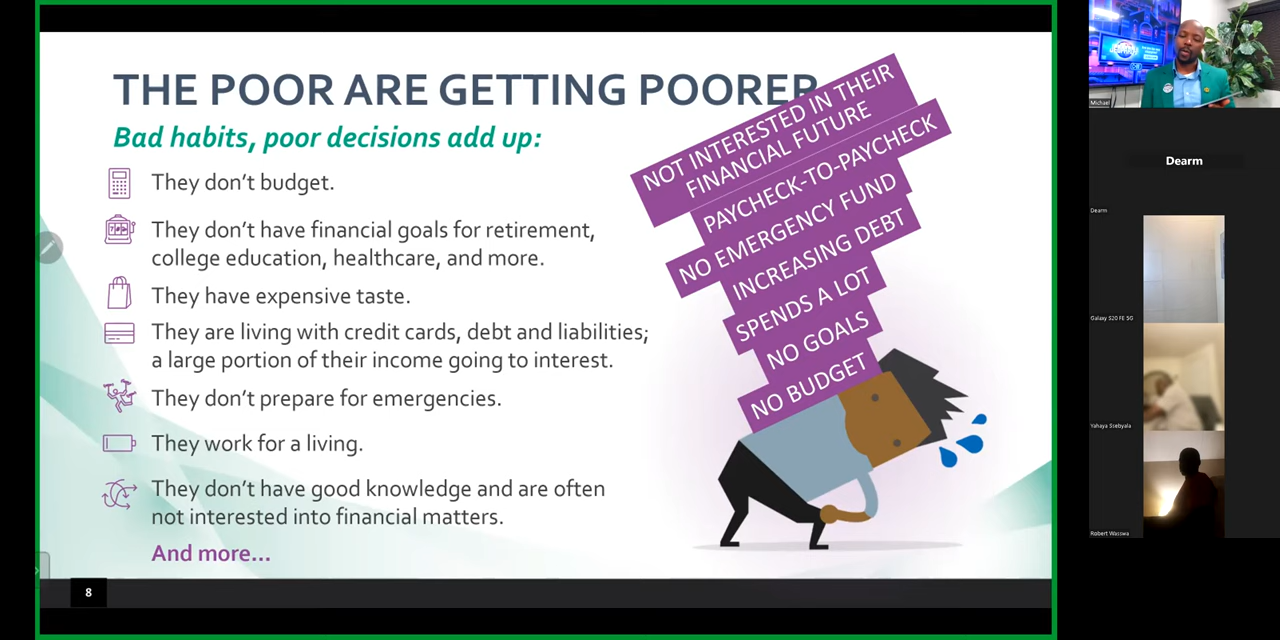 THE POOR ARE GETTING POORER
Bad habits, poor decisions add up:
They don't budget.
They don't have financial goals for retirement,
college education, healthcare, and more.
They have expensive taste.
They are living with credit cards, debt and liabilities;
a large portion of their income going to interest.
They don't prepare for emergencies.
They work for a living.
They don't have good knowledge and are often
not interested into financial matters.
And more...
NOT INTERESTED IN THEIR
FINANCIAL FUTURE
PAYCHECK-TO-PAYCHECK
NO EMERGENCY FUND
INCREASING DEBT
SPENDS A LOT
NO GOALS
NO BUDGET
8
Michael
Dearm
Dearm
Galaxy S20 FE 5G
Yahaya Ssebyala
Robert Wasswa